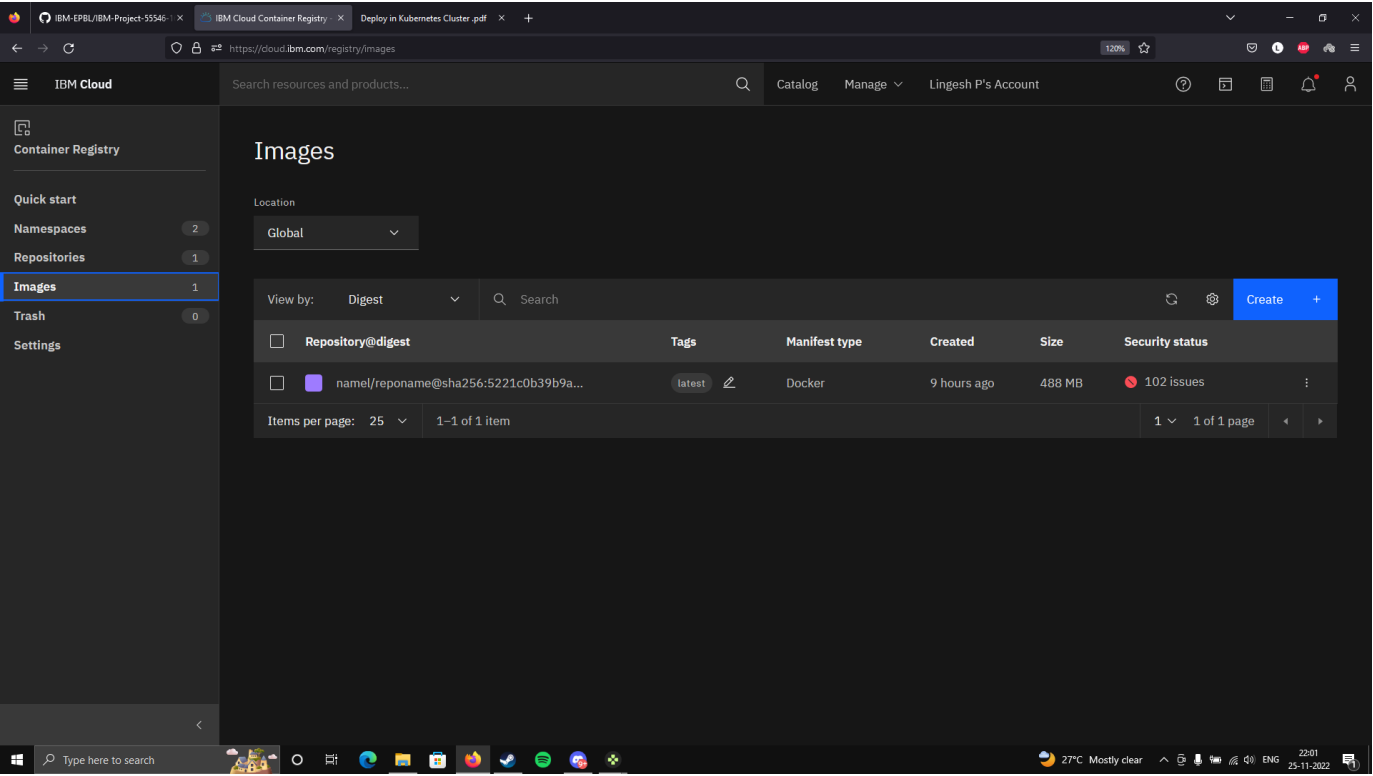 IBM-EPBL/IBM-Project-55546-1
IBM Cloud Container Registry -
Deploy in Kubernetes Cluster .pdf
https://cloud.ibm.com/registry/images
120%
L
ABP
IBM Cloud
Search resources and products...
Catalog
Manage
Lingesh P's Account
Container Registry
Quick start
Namespaces 2
Repositories 1
Images 1
Trash 0
Settings
Images
Location
Global
View by: Digest
Search
Create +
Repository@digest Tags Manifest type Created Size Security status
namel/reponame@sha256:5221c0b39b9a... latest Docker 9 hours ago 488 MB 102 issues
Items per page: 25 1–1 of 1 item 1 1 of 1 page
Type here to search
27°C Mostly clear
ENG
22:01
25-11-2022
1